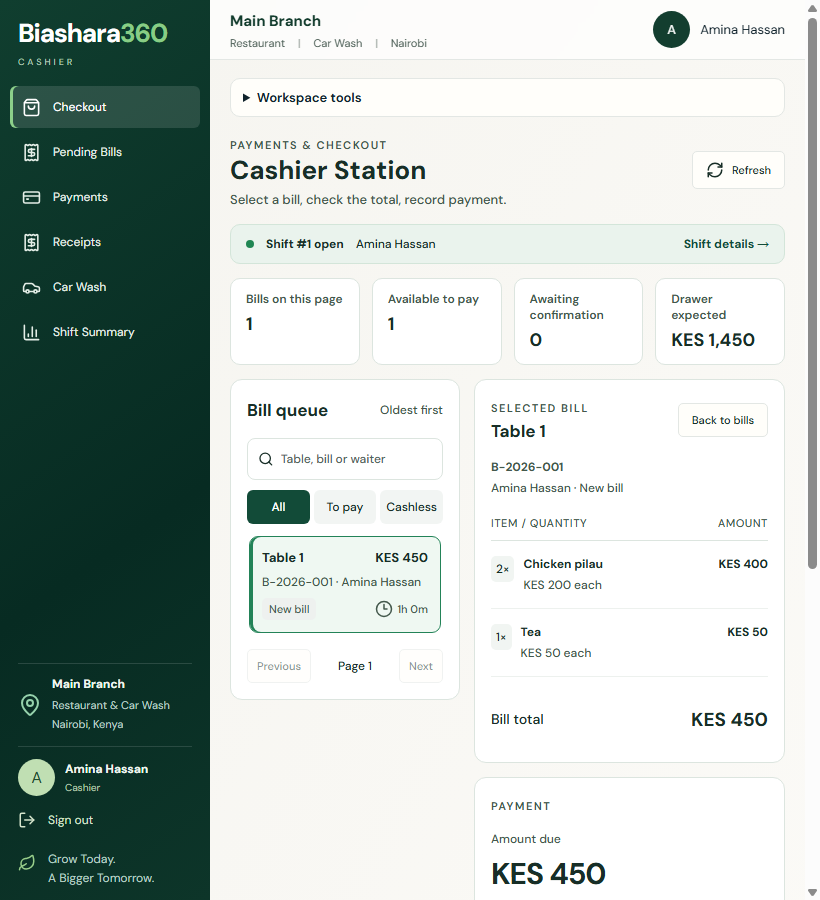 Biashara360
CASHIER
Checkout
Pending Bills
Payments
Receipts
Car Wash
Shift Summary
Main Branch
Restaurant & Car Wash
Nairobi, Kenya
A
Amina Hassan
Cashier
Sign out
Grow Today.
A Bigger Tomorrow.
Main Branch
Restaurant | Car Wash | Nairobi
A Amina Hassan
Workspace tools
PAYMENTS & CHECKOUT
Cashier Station
Select a bill, check the total, record payment.
Refresh
Shift #1 open Amina Hassan Shift details →
Bills on this page
1
Available to pay
1
Awaiting
confirmation
0
Drawer
expected
KES 1,450
Bill queue Oldest first
Table, bill or waiter
All To pay Cashless
Table 1 KES 450
B-2026-001 · Amina Hassan
New bill 1h 0m
Previous Page 1 Next
SELECTED BILL
Table 1
Back to bills
B-2026-001
Amina Hassan · New bill
ITEM / QUANTITY AMOUNT
2× Chicken pilau KES 400
KES 200 each
1× Tea KES 50
KES 50 each
Bill total KES 450
PAYMENT
Amount due
KES 450